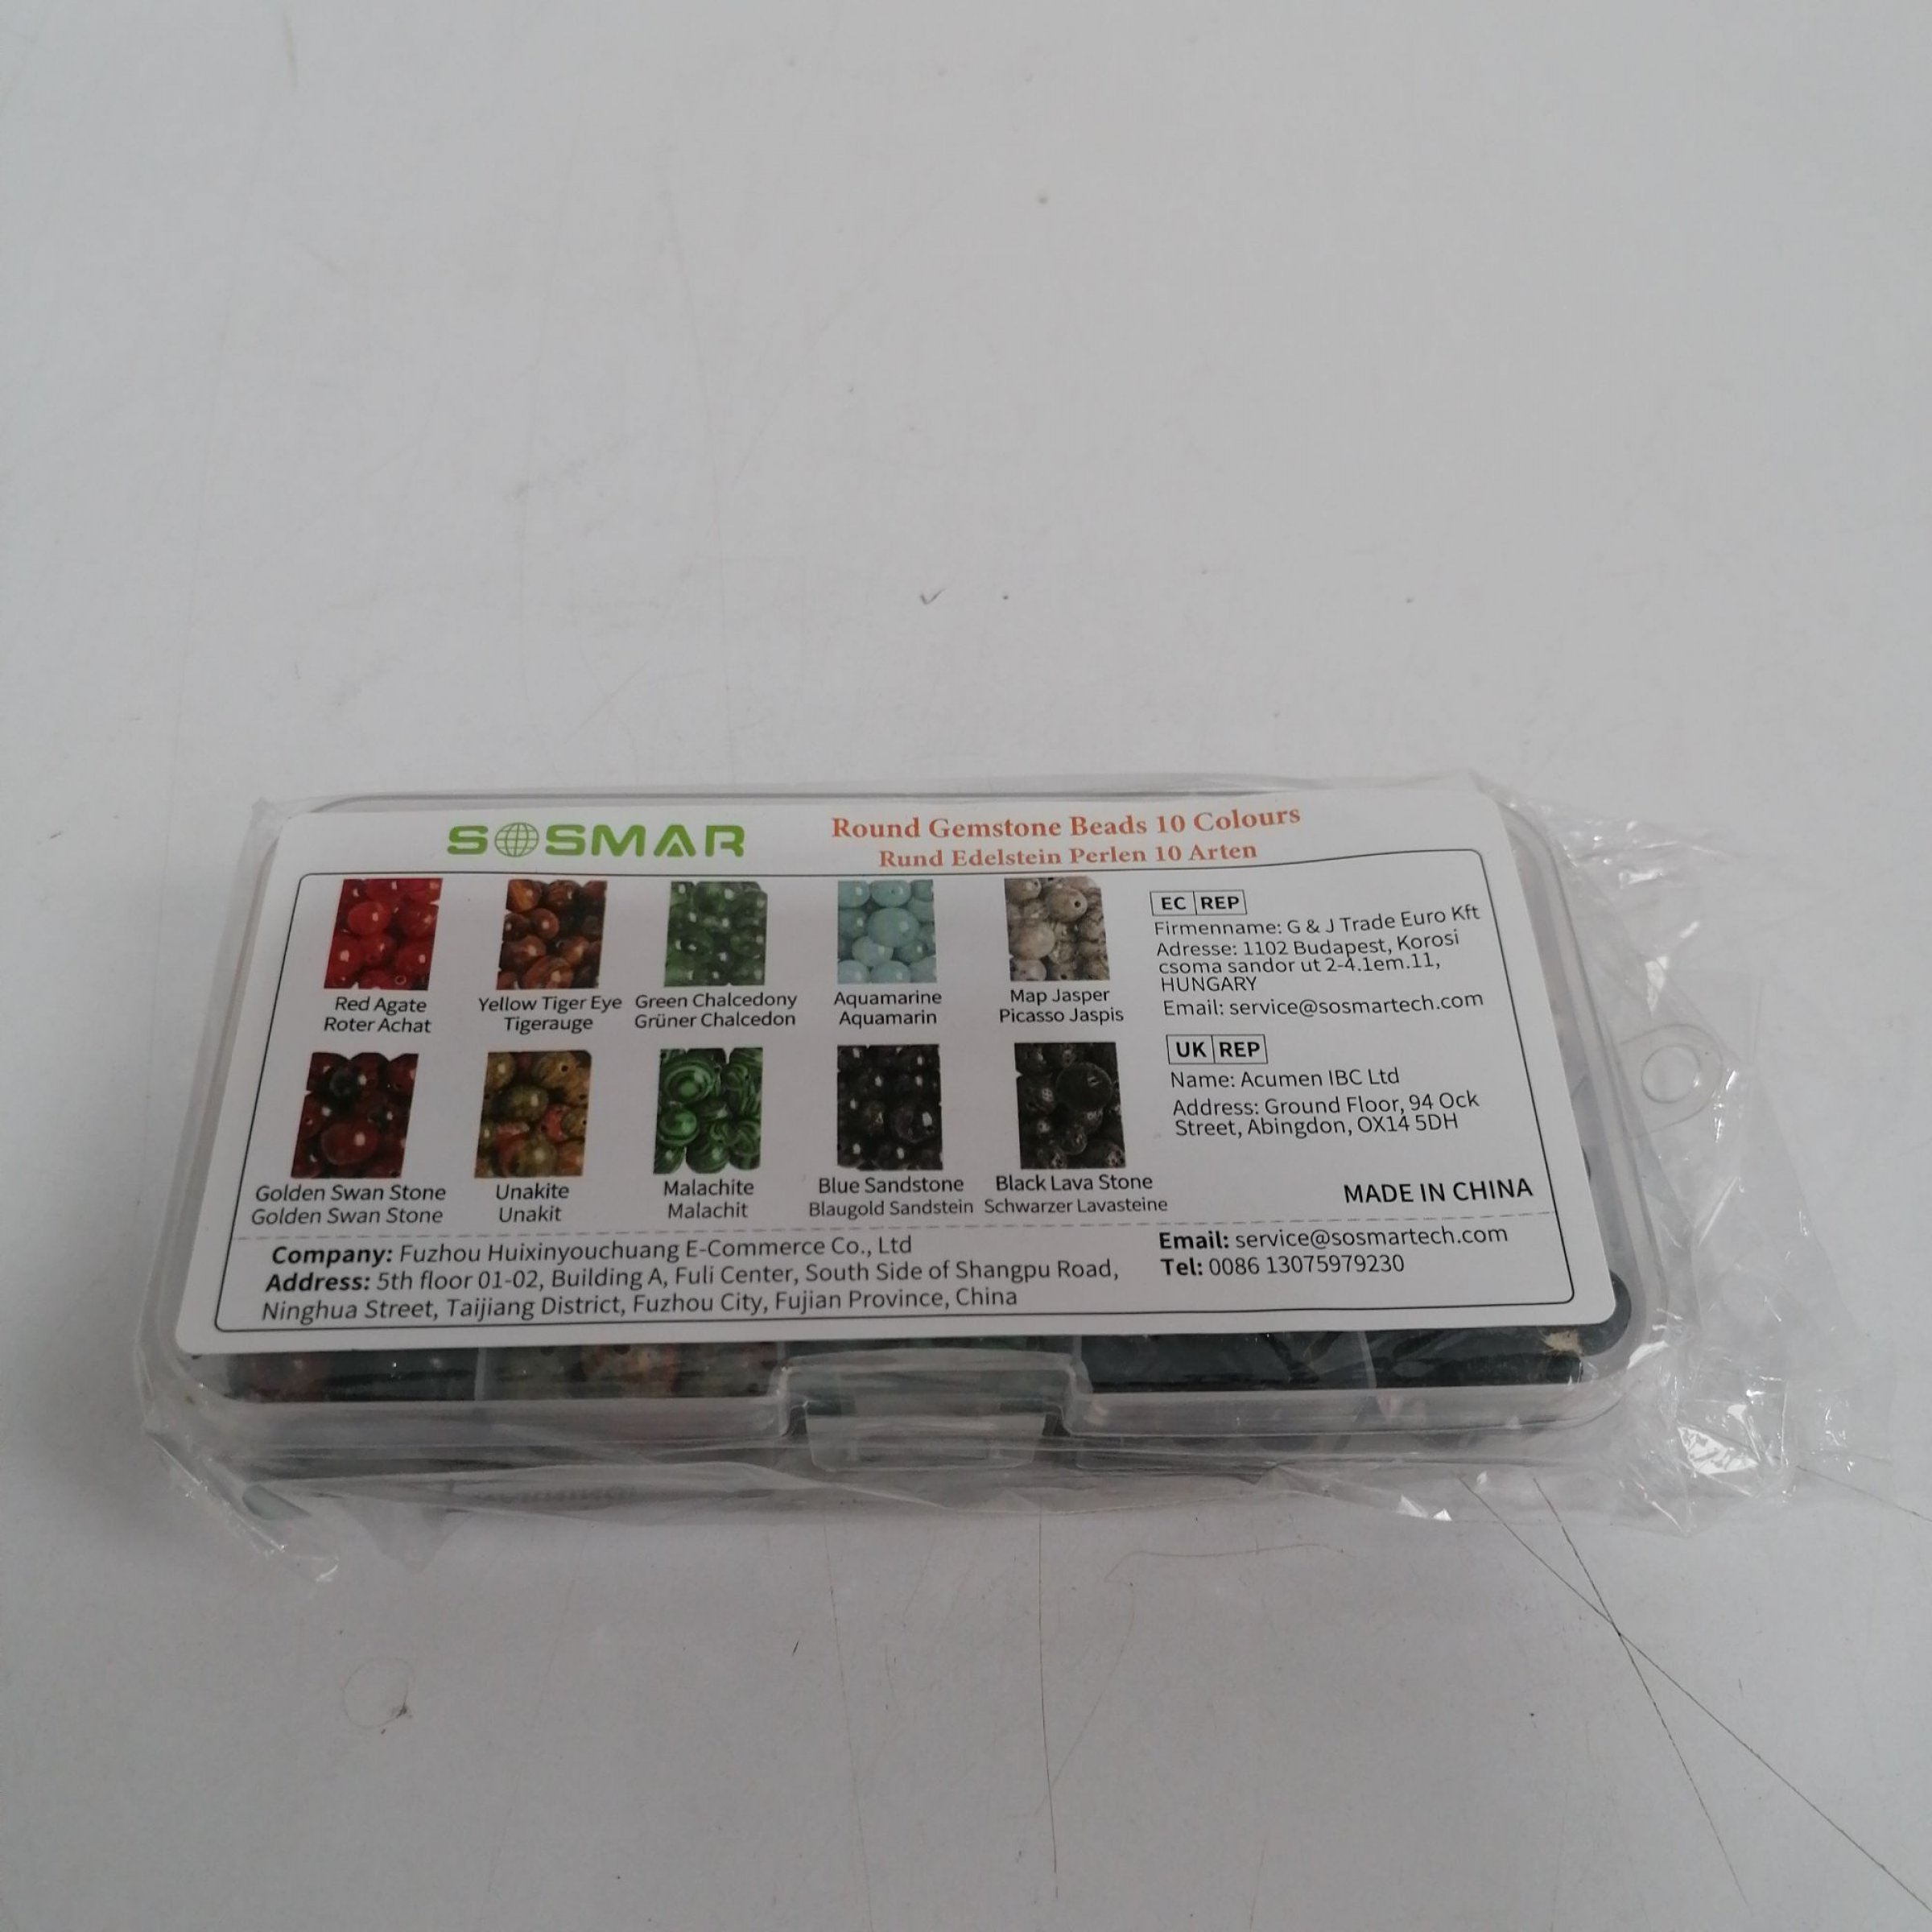 SOSMAR
Round Gemstone Beads 10 Colours
Rund Edelstein Perlen 10 Arten
Red Agate
Roter Achat
Yellow Tiger Eye
Tigerauge
Green Chalcedony
Grüner Chalcedon
Aquamarine
Aquamarin
Map Jasper
Picasso Jaspis
Golden Swan Stone
Golden Swan Stone
Unakite
Unakit
Malachite
Malachit
Blue Sandstone
Blaugold Sandstein
Black Lava Stone
Schwarzer Lavasteine
EC REP
Firmenname: G & J Trade Euro Kft
Adresse: 1102 Budapest, Korosi
csoma sandor ut 2-4.1em.11,
HUNGARY
Email: service@sosmartech.com
UK REP
Name: Acumen IBC Ltd
Address: Ground Floor, 94 Ock
Street, Abingdon, OX14 5DH
MADE IN CHINA
Company: Fuzhou Huixinyouchuang E-Commerce Co., Ltd
Address: 5th floor 01-02, Building A, Fuli Center, South Side of Shangpu Road,
Ninghua Street, Taijiang District, Fuzhou City, Fujian Province, China
Email: service@sosmartech.com
Tel: 0086 13075979230